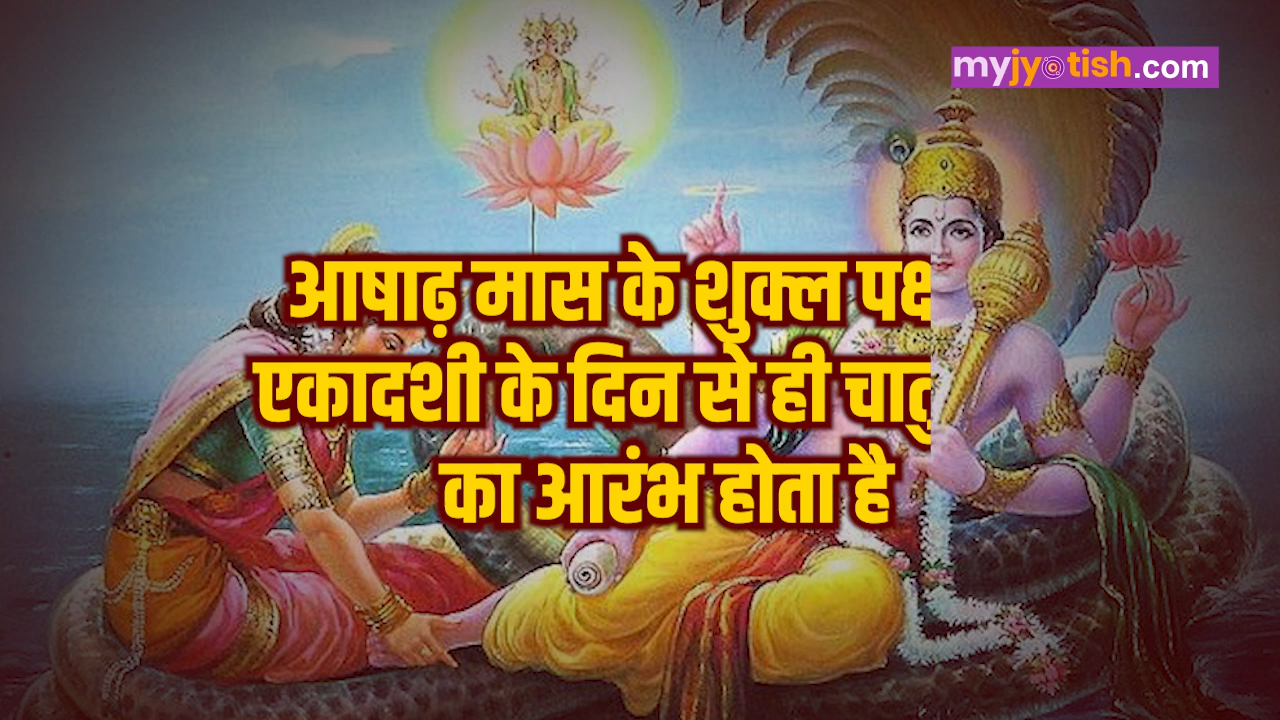 myjyotish.com
आषाढ़ मास के शुक्ल पक्ष
एकादशी के दिन से ही
का आरंभ होता है